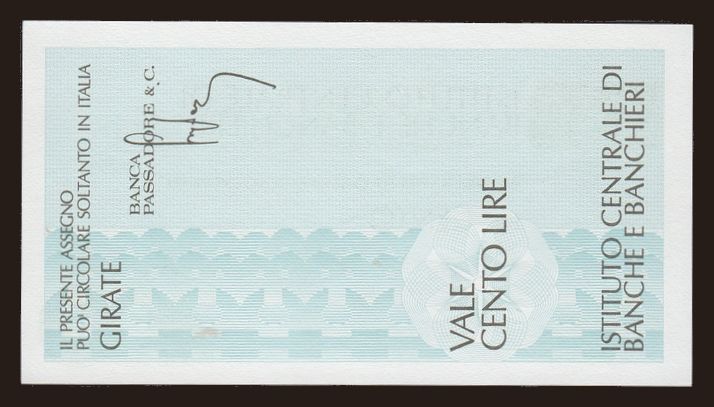 IL PRESENTE ASSEGNO
PUO' CIRCOLARE SOLTANTO IN ITALIA
GIRATE
BANCA
PASSADORE & C.
VALE
CENTO LIRE
ISTITUTO CENTRALE DI
BANCHE E BANCHIERI